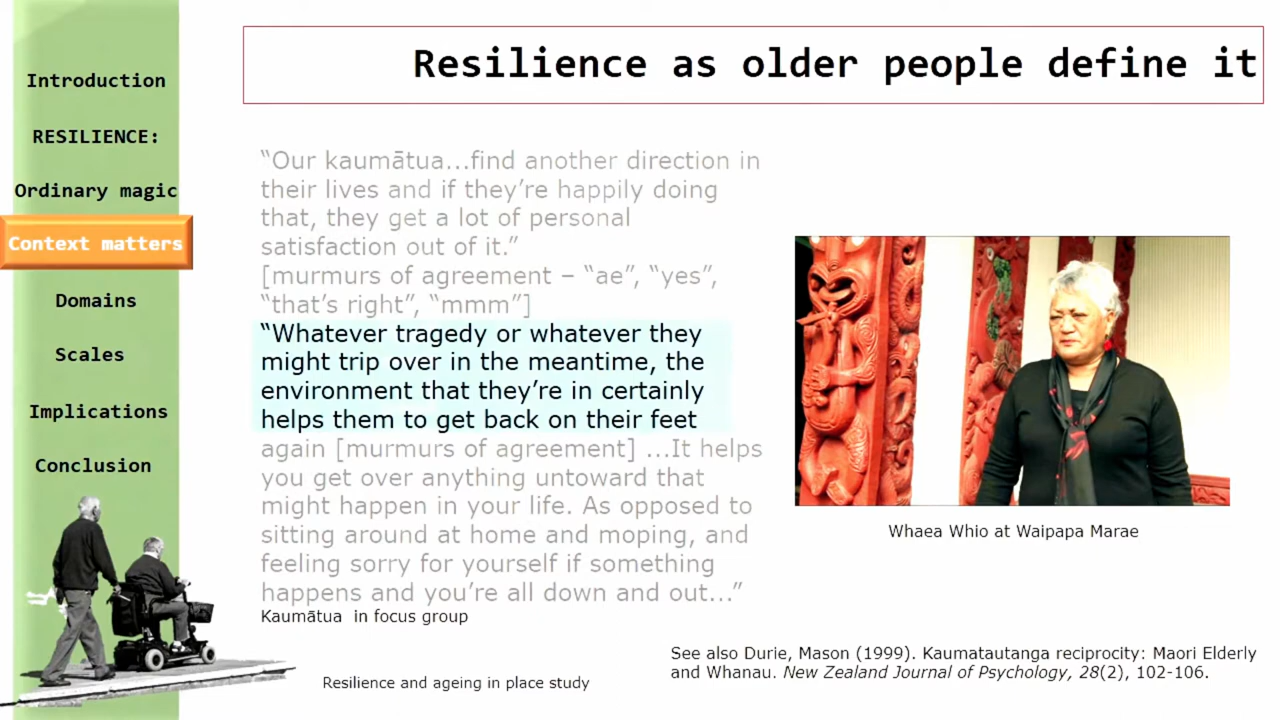 Resilience as older people define it
Introduction
RESILIENCE:
Ordinary magic
Context matters
Domains
Scales
Implications
Conclusion
“Our kaumātua...find another direction in
their lives and if they’re happily doing
that, they get a lot of personal
satisfaction out of it.”
[murmurs of agreement – “ae”, “yes”,
“that’s right”, “mmm”]
“Whatever tragedy or whatever they
might trip over in the meantime, the
environment that they’re in certainly
helps them to get back on their feet
again [murmurs of agreement] ...It helps
you get over anything untoward that
might happen in your life. As opposed to
sitting around at home and moping, and
feeling sorry for yourself if something
happens and you’re all down and out...”
Kaumātua in focus group
Whaea Whio at Waipapa Marae
See also Durie, Mason (1999). Kaumatautanga reciprocity: Maori Elderly
and Whanau. New Zealand Journal of Psychology, 28(2), 102-106.
Resilience and ageing in place study